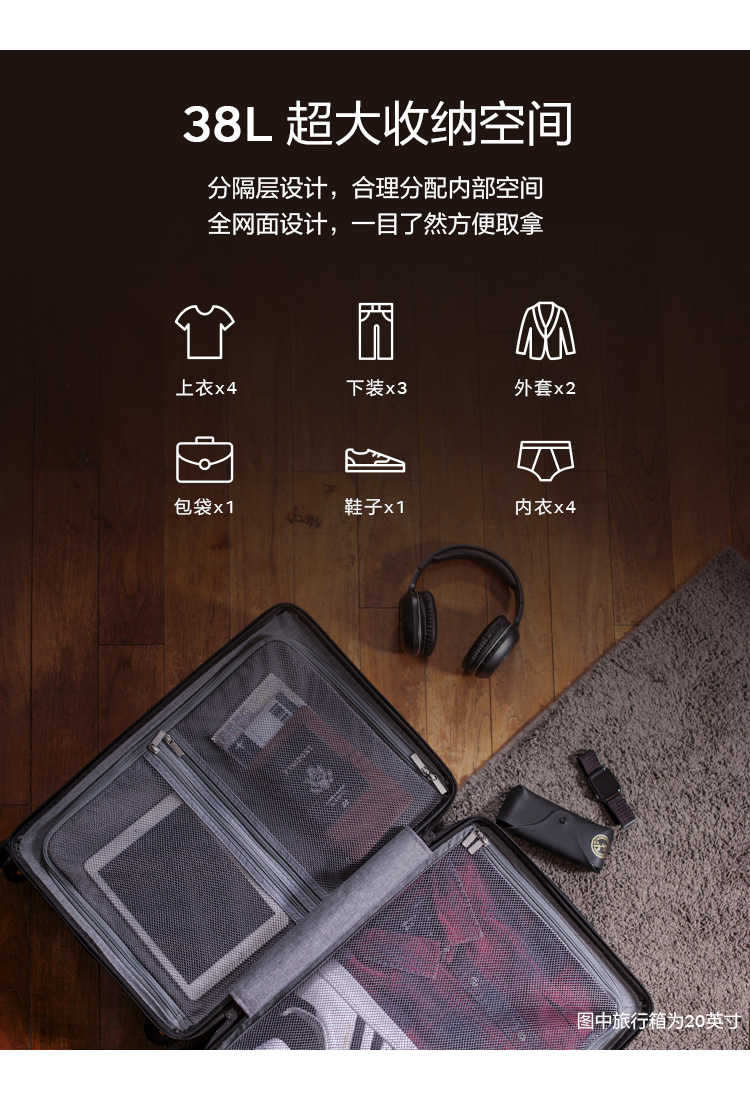 38L 超大收纳空间
分隔层设计，合理分配内部空间
全网面设计，一目了然方便取拿
上衣x4
下装x3
外套x2
包袋x1
鞋子x1
内衣x4
PASSPORT
图中旅行箱为20英寸